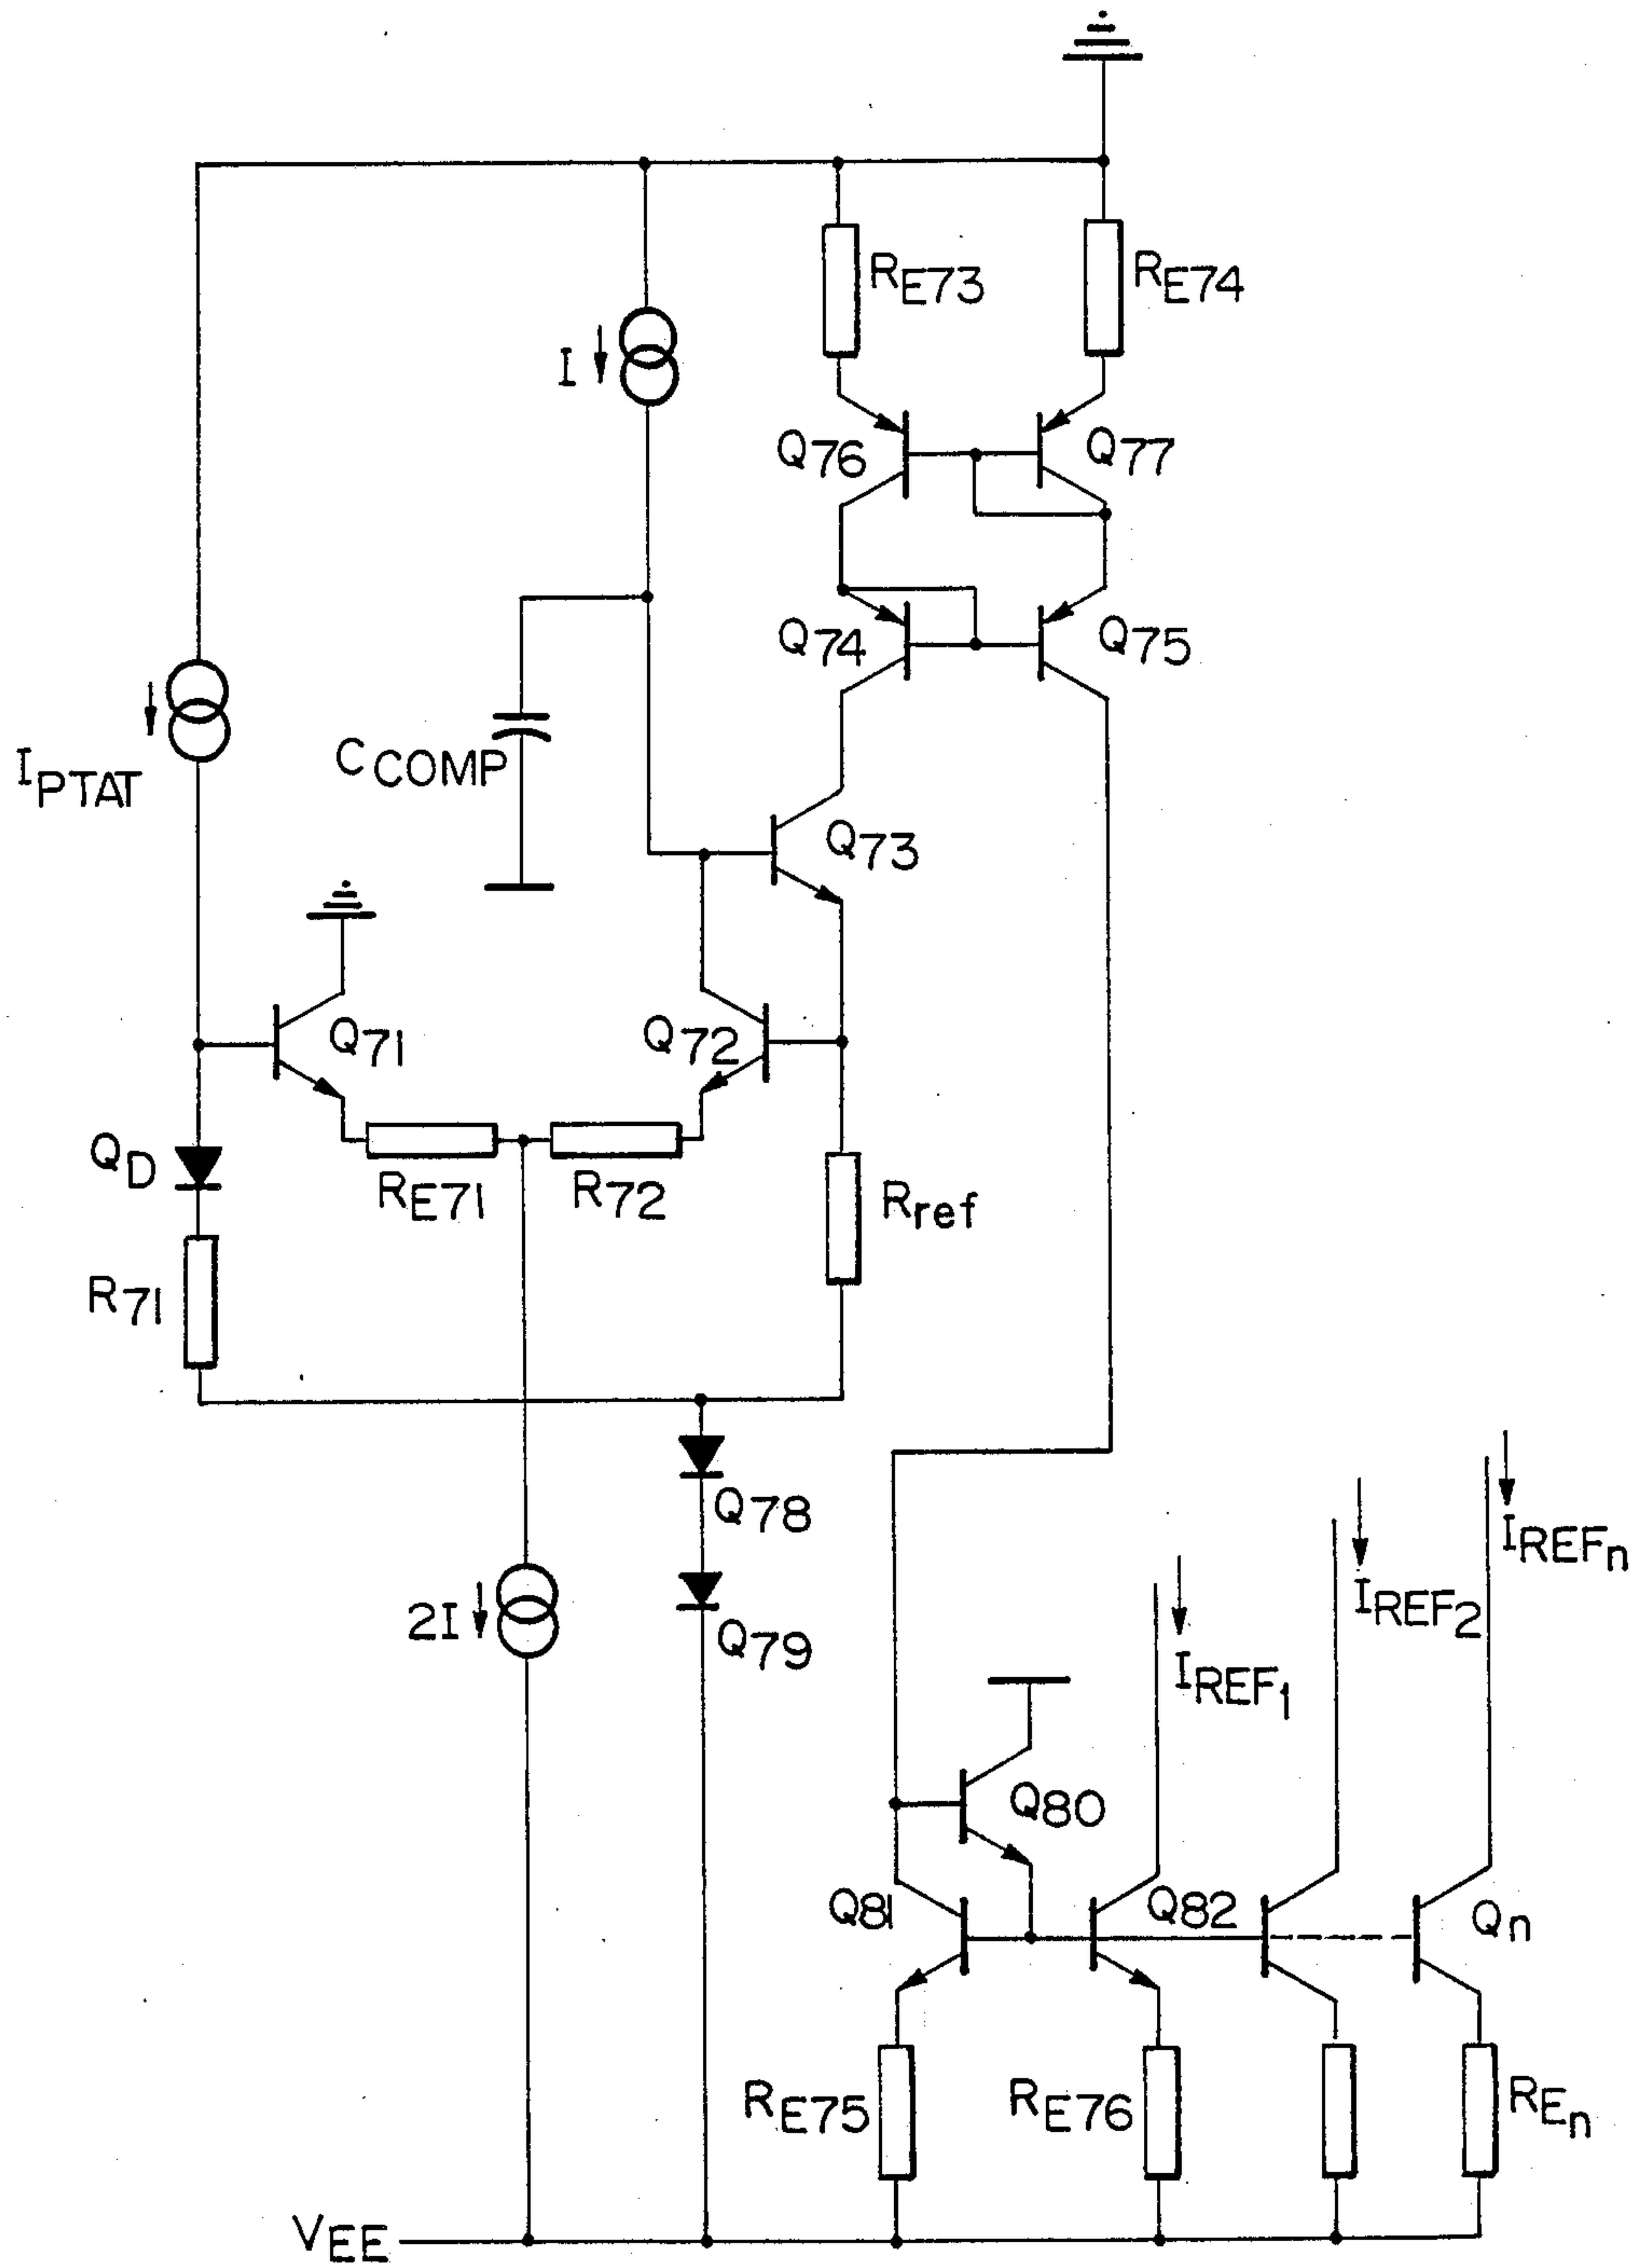 RE73
RE74
I
Q76
Q77
Q74
Q75
IPTAT
CCOMP
Q73
Q71
Q72
QD
RE71
R72
Rref
R71
Q78
IREFn
IREF2
2I
Q79
IREF1
Q80
Q81
Q82
Qn
RE75
RE76
REn
VEE